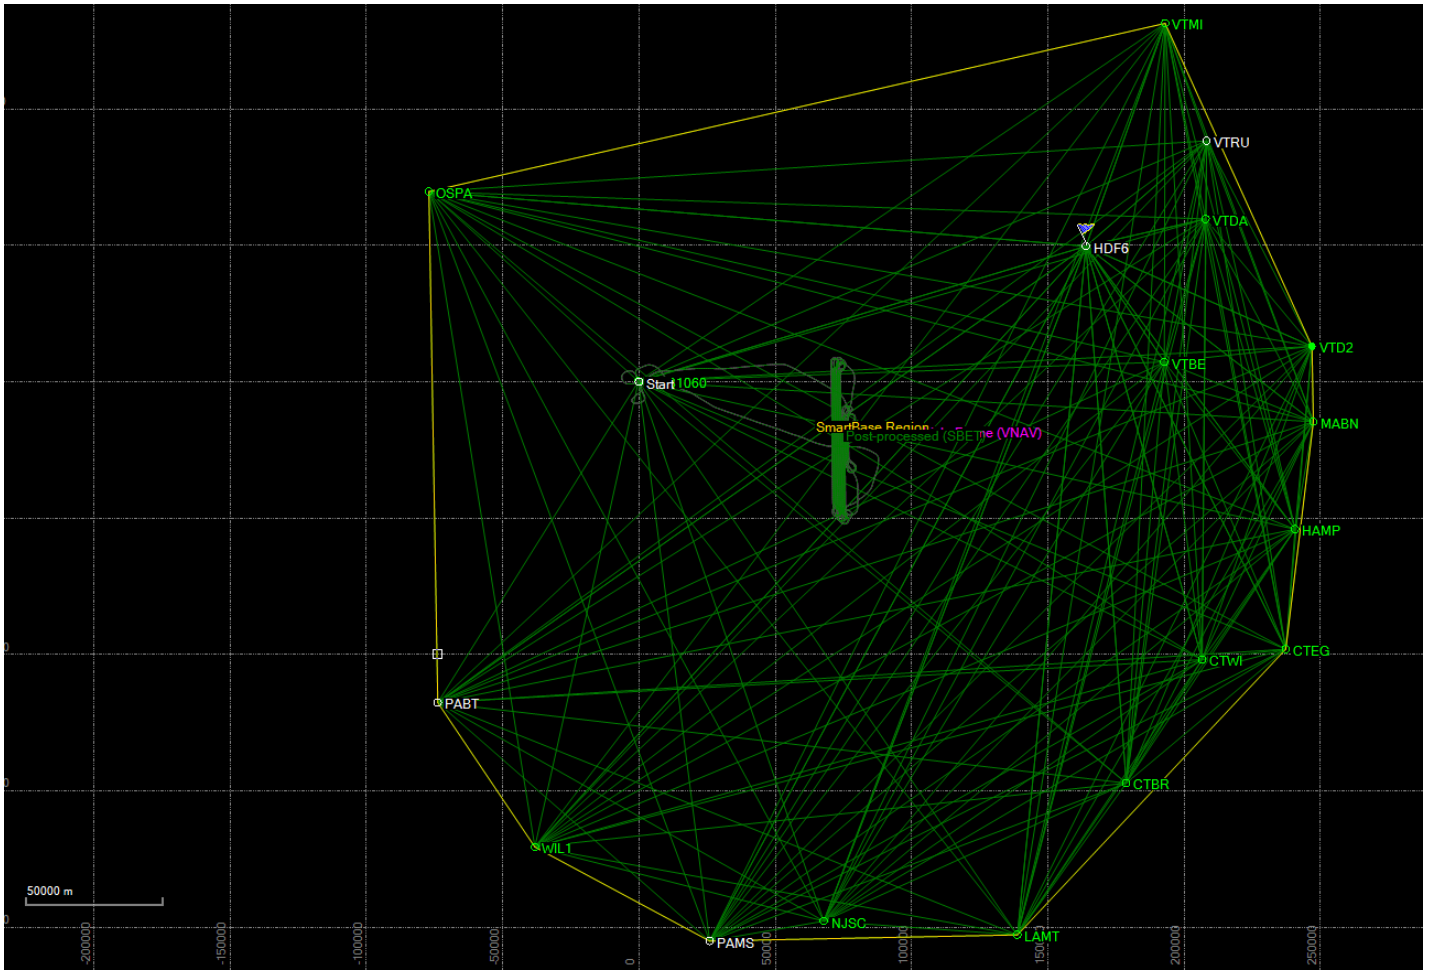 VTMI
VTRU
OSPA
VTDA
HDF6
VTD2
VTBE
Start
1060
MABN
SmartBase Region
Post-processed (SBET
me (VNAV)
HAMP
CTEG
CTWI
PABT
CTBR
WIL1
50000 m
NJSC
LAMT
PAMS
-200000
-150000
-100000
-50000
0
50000
100000
150000
200000
250000